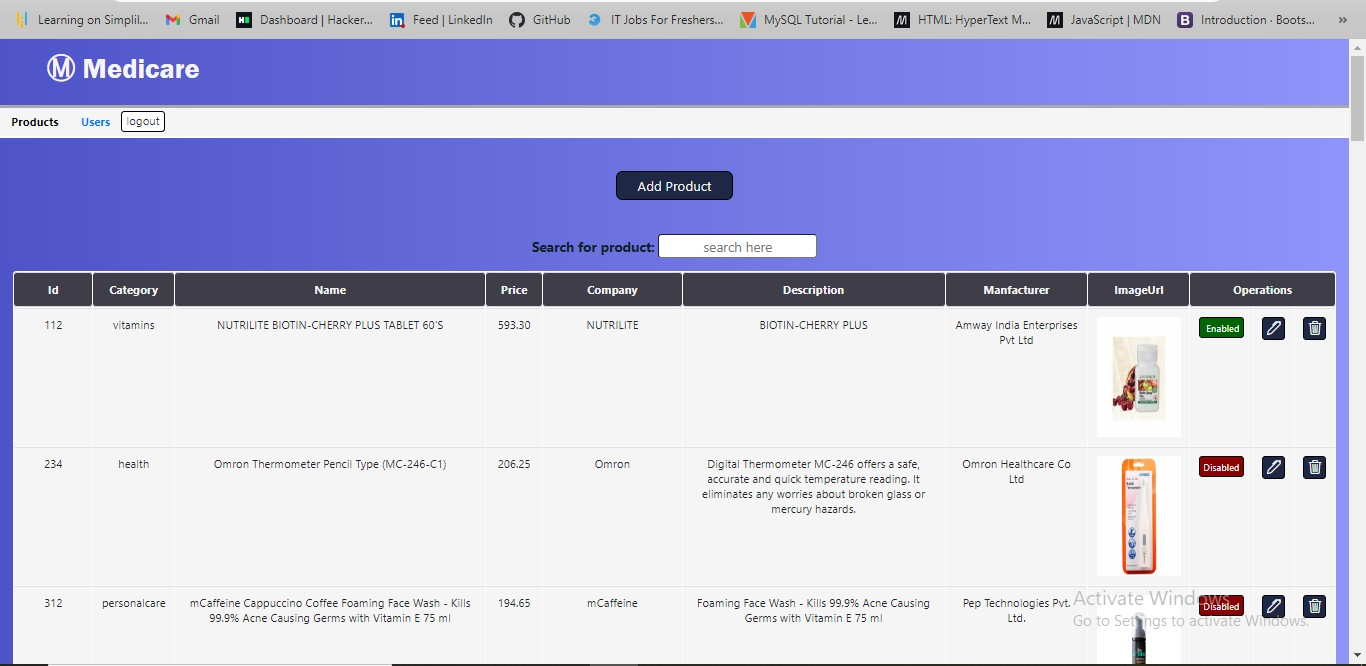 Learning on Simplil... Gmail Dashboard | Hacker... Feed | LinkedIn GitHub IT Jobs For Freshers... MySQL Tutorial - Le... HTML: HyperText M... JavaScript | MDN Introduction · Boots... »
M Medicare
Products Users logout
Add Product
Search for product: search here
Id Category Name Price Company Description Manfacturer ImageUrl Operations
112 vitamins NUTRILITE BIOTIN-CHERRY PLUS TABLET 60'S 593.30 NUTRILITE BIOTIN-CHERRY PLUS Amway India Enterprises Enabled
Pvt Ltd
234 health Omron Thermometer Pencil Type (MC-246-C1) 206.25 Omron Digital Thermometer MC-246 offers a safe, Omron Healthcare Co Disabled
accurate and quick temperature reading. It Ltd
eliminates any worries about broken glass or
mercury hazards.
312 personalcare mCaffeine Cappuccino Coffee Foaming Face Wash - Kills 194.65 mCaffeine Foaming Face Wash - Kills 99.9% Acne Causing Pep Technologies Pvt. Disabled
99.9% Acne Causing Germs with Vitamin E 75 ml Germs with Vitamin E 75 ml Ltd.
Activate Windows
Go to Settings to activate Windows.